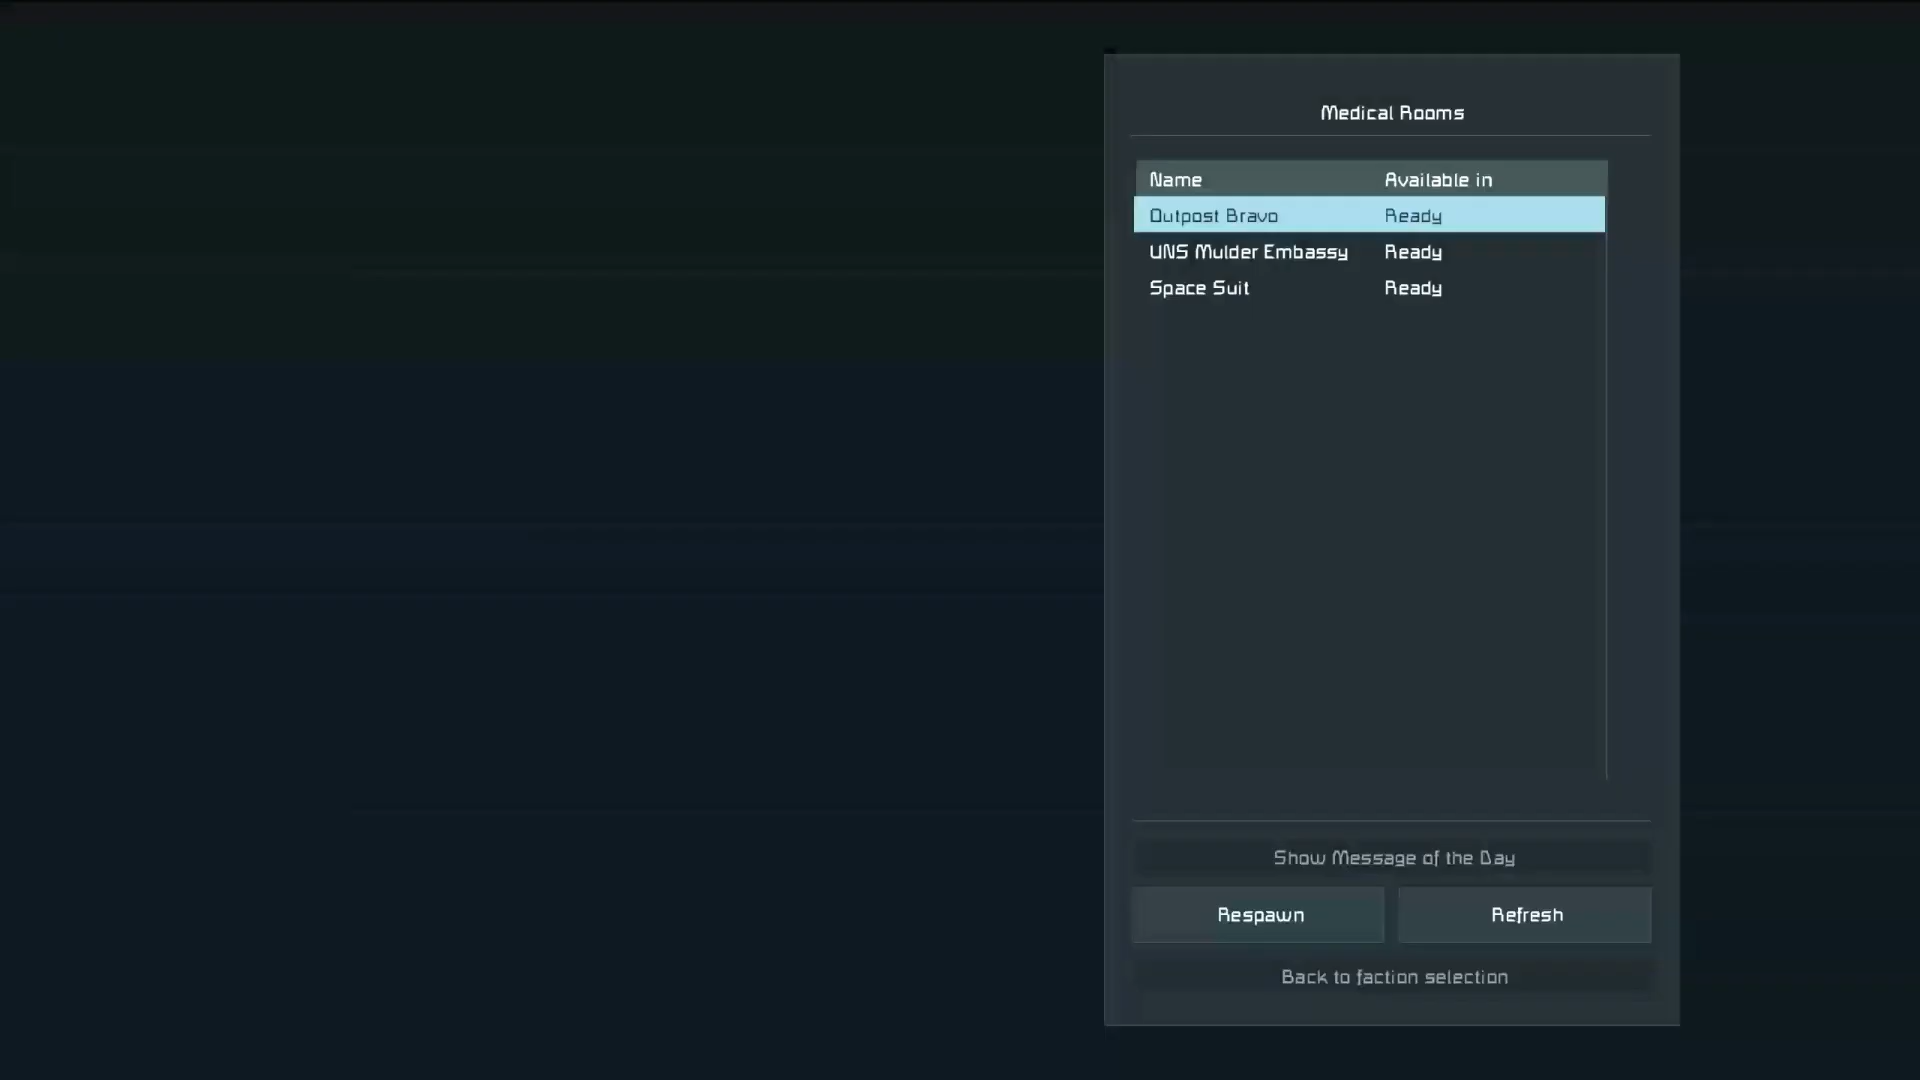 Medical Rooms
Name Available in
Outpost Bravo Ready
UNS Mulder Embassy Ready
Space Suit Ready
Show Message of the Day
Respawn Refresh
Back to faction selection